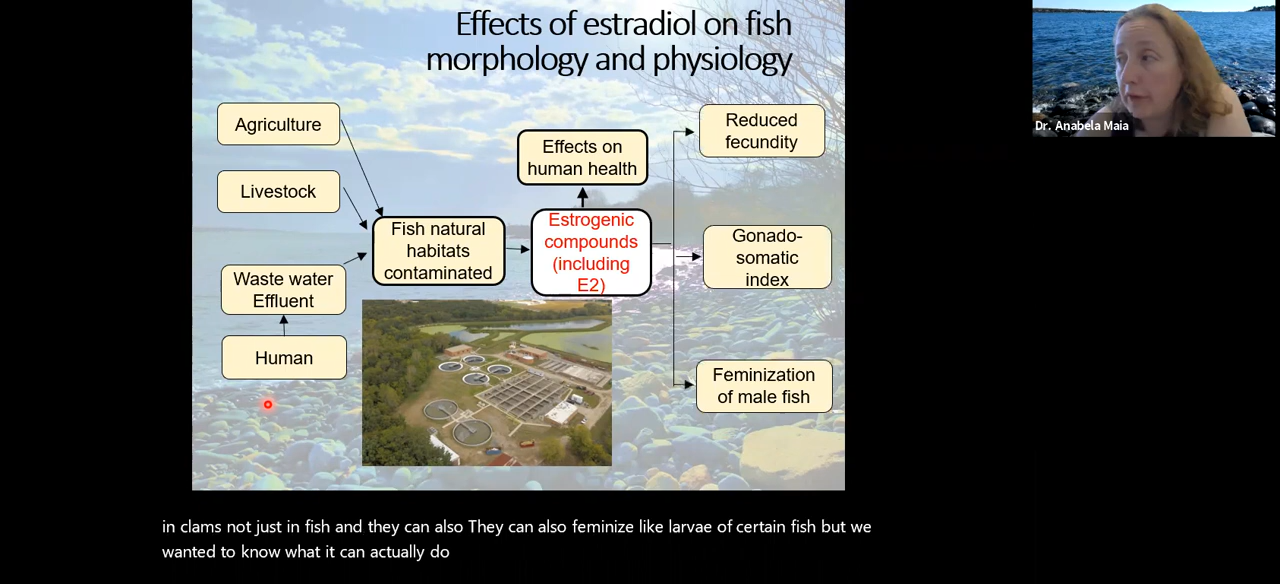 Effects of estradiol on fish
morphology and physiology
Agriculture
Livestock
Waste water
Effluent
Human
Fish natural
habitats
contaminated
Effects on
human health
Estrogenic
compounds
(including
E2)
Reduced
fecundity
Gonado-
somatic
index
Feminization
of male fish
Dr. Anabela Maia
in clams not just in fish and they can also They can also feminize like larvae of certain fish but we
wanted to know what it can actually do